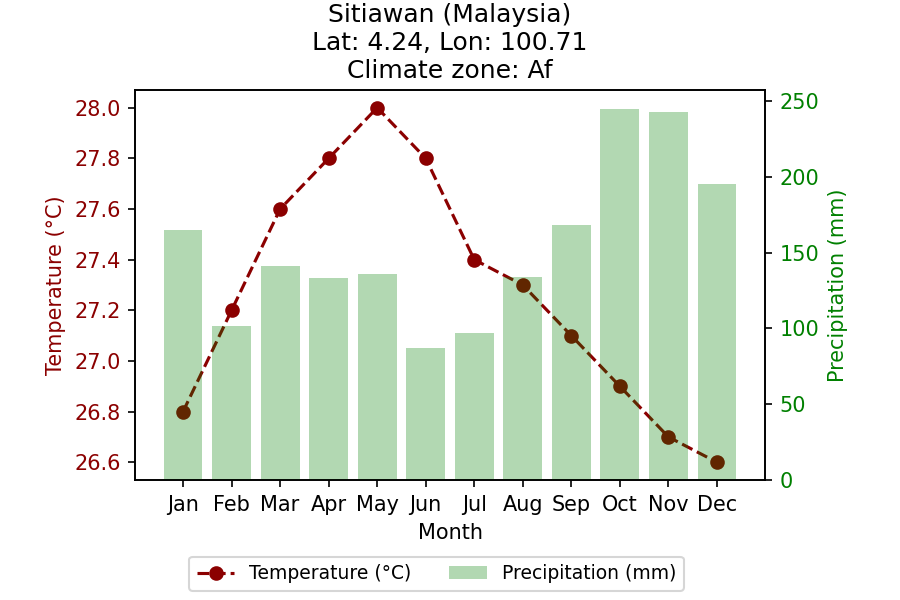 Sitiawan (Malaysia)
Lat: 4.24, Lon: 100.71
Climate zone: Af
28.0
27.8
27.6
27.4
27.2
27.0
26.8
26.6
Temperature (°C)
250
200
150
100
50
0
Precipitation (mm)
Jan Feb Mar Apr May Jun Jul Aug Sep Oct Nov Dec
Month
Temperature (°C) Precipitation (mm)